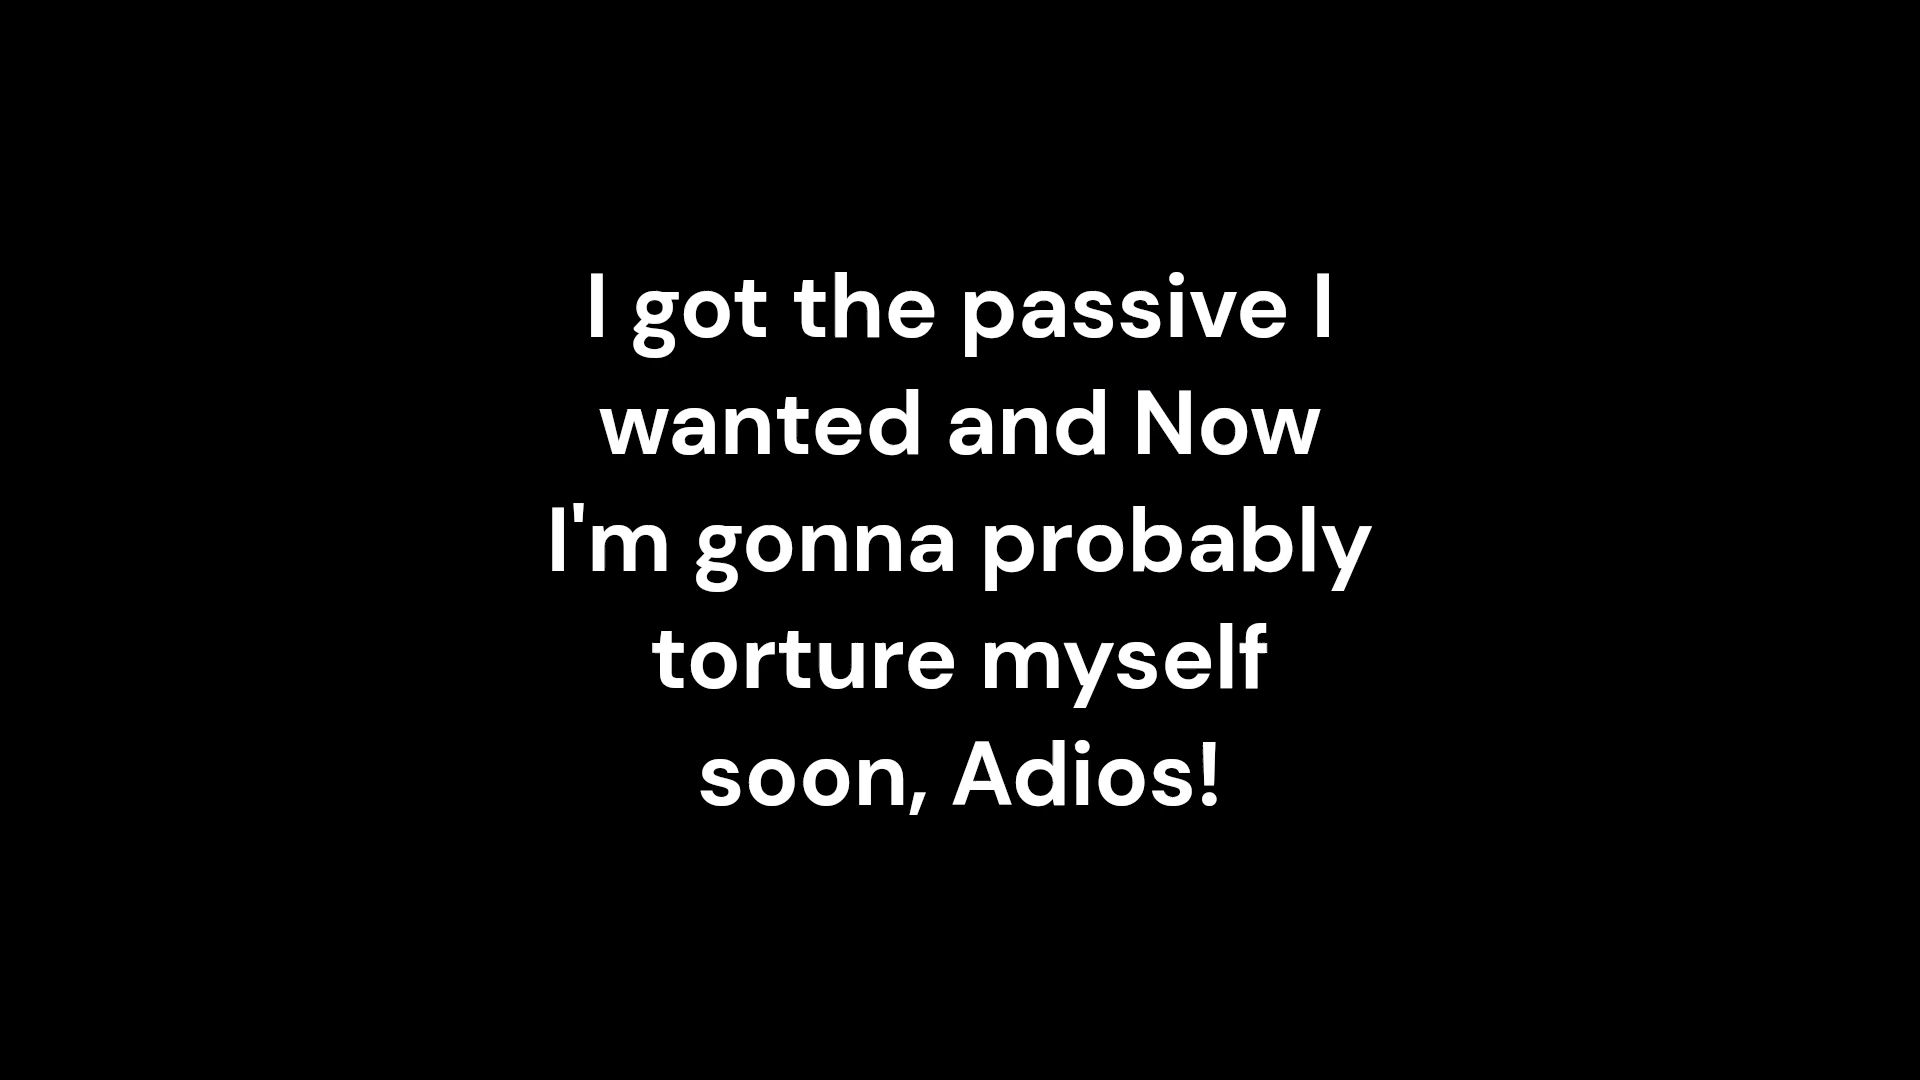 I got the passive I
wanted and Now
I'm gonna probably
torture myself
soon, Adios!